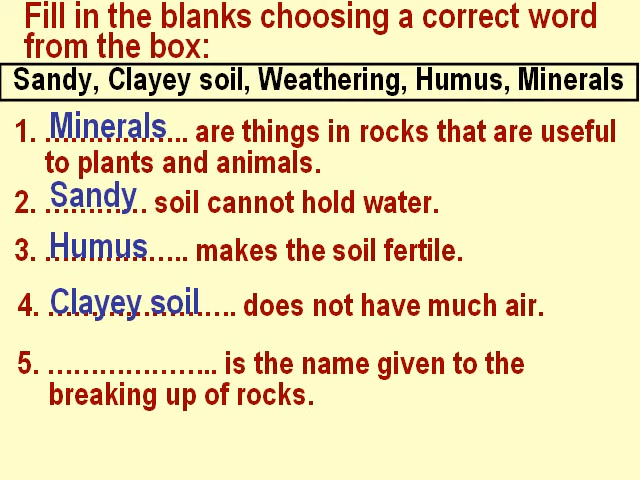 Fill in the blanks choosing a correct word
from the box:
Sandy, Clayey soil, Weathering, Humus, Minerals
1. Minerals ……………….. are things in rocks that are useful
to plants and animals.
2. Sandy ………… soil cannot hold water.
3. Humus …………….. makes the soil fertile.
4. Clayey soil …………………. does not have much air.
5. ……………….. is the name given to the
breaking up of rocks.